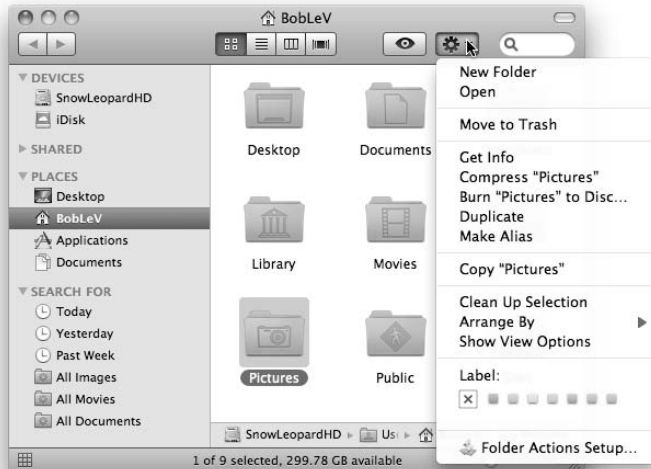 BobLeV
DEVICES
SnowLeopardHD
iDisk
SHARED
PLACES
Desktop
BobLeV
Applications
Documents
SEARCH FOR
Today
Yesterday
Past Week
All Images
All Movies
All Documents
Desktop
Documents
Library
Movies
Pictures
Public
SnowLeopardHD
1 of 9 selected, 299.78 GB available
New Folder
Open
Move to Trash
Get Info
Compress “Pictures”
Burn “Pictures” to Disc...
Duplicate
Make Alias
Copy “Pictures”
Clean Up Selection
Arrange By
Show View Options
Label:
Folder Actions Setup...